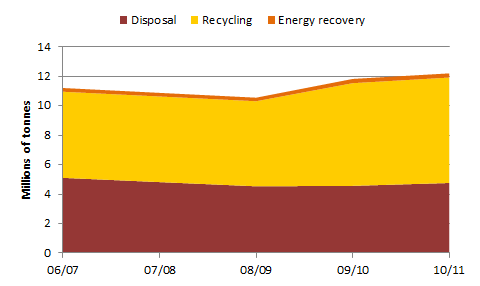 Disposal Recycling Energy recovery
14
12
10
8
6
4
2
0
Millions of tonnes
06/07 07/08 08/09 09/10 10/11